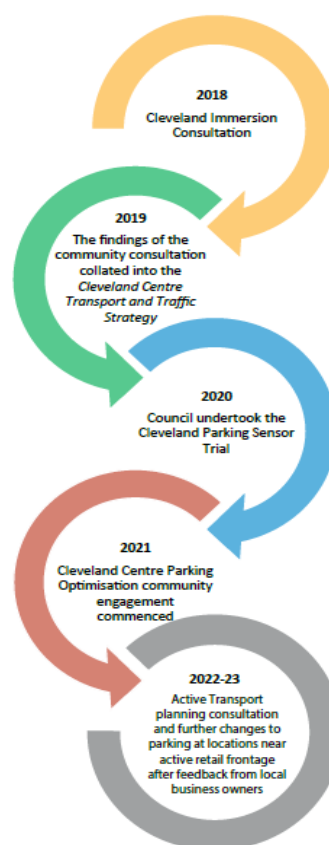 2018
Cleveland Immersion
Consultation
2019
The findings of the
community consultation
collated into the
Cleveland Centre
Transport and Traffic
Strategy
2020
Council undertook the
Cleveland Parking Sensor
Trial
2021
Cleveland Centre Parking
Optimisation community
engagement
commenced
2022-23
Active Transport
planning consultation
and further changes to
parking at locations near
active retail frontage
after feedback from local
business owners